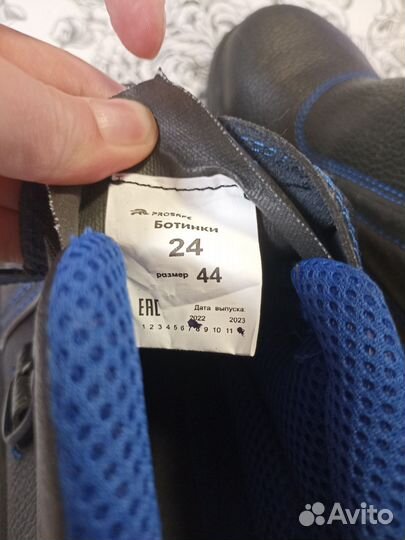 PROSAFE
Ботинки
24
размер 44
EAC
Дата выпуска:
2022 2023
1 2 3 4 5 6 7 8 9 10 11
Avito